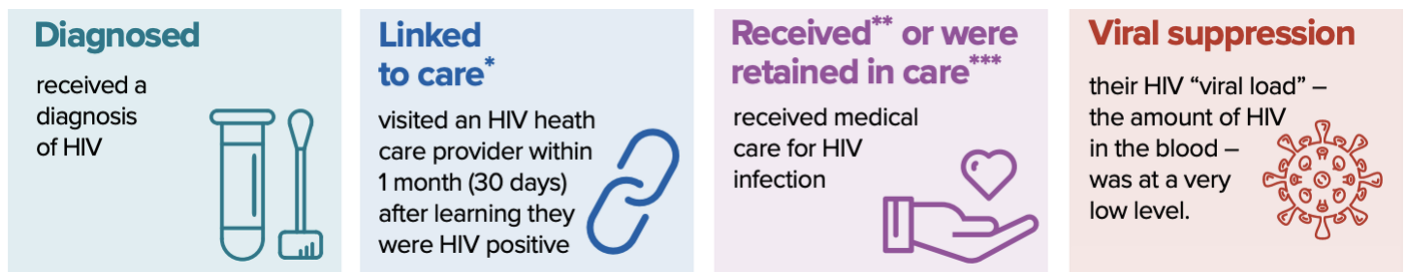 Diagnosed
received a
diagnosis
of HIV
Linked
to care*
visited an HIV heath
care provider within
1 month (30 days)
after learning they
were HIV positive
Received** or were
retained in care***
received medical
care for HIV
infection
Viral suppression
their HIV “viral load” –
the amount of HIV
in the blood –
was at a very
low level.